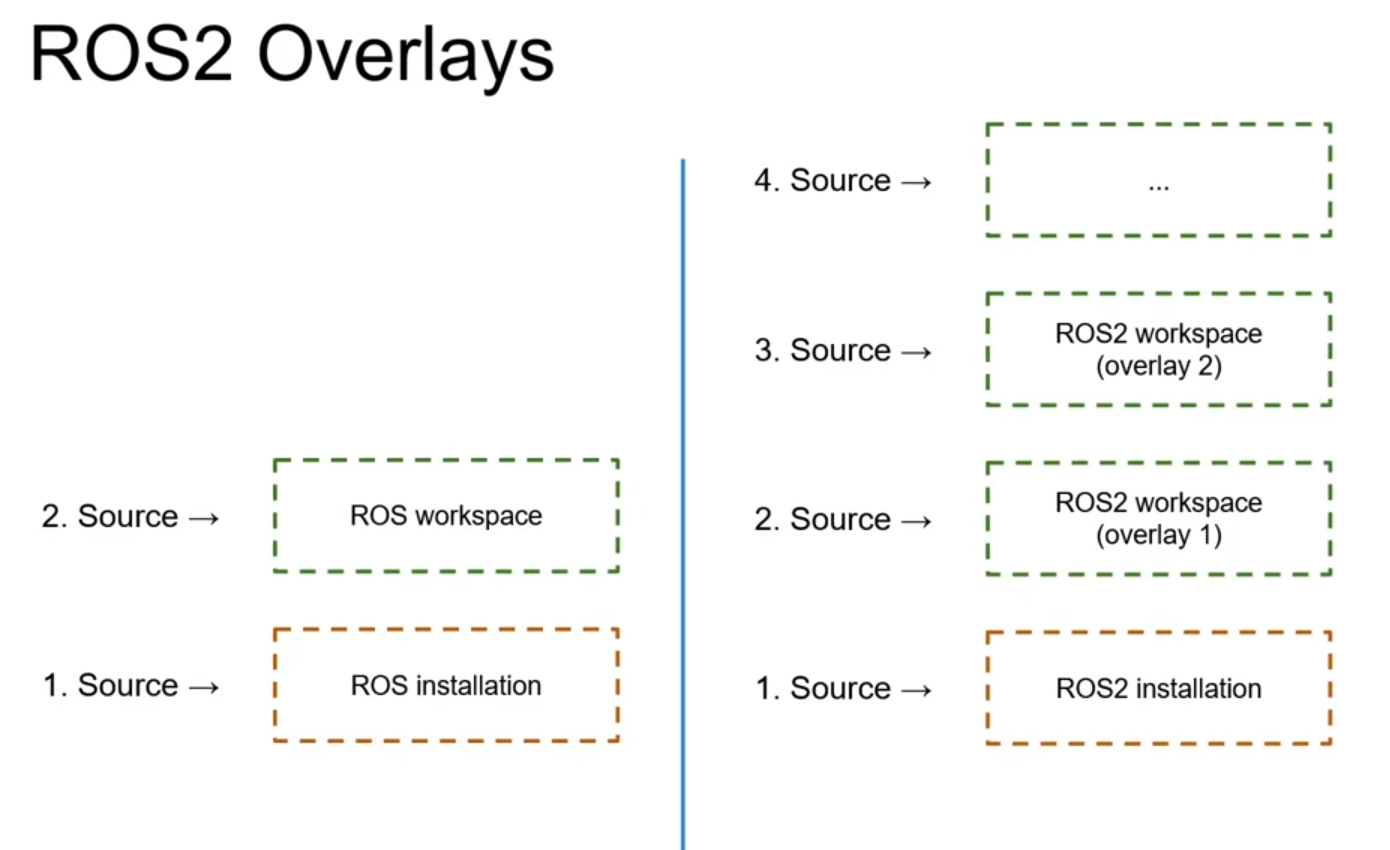 ROS2 Overlays
2. Source → ROS workspace
1. Source → ROS installation
4. Source → ...
3. Source → ROS2 workspace
(overlay 2)
2. Source → ROS2 workspace
(overlay 1)
1. Source → ROS2 installation